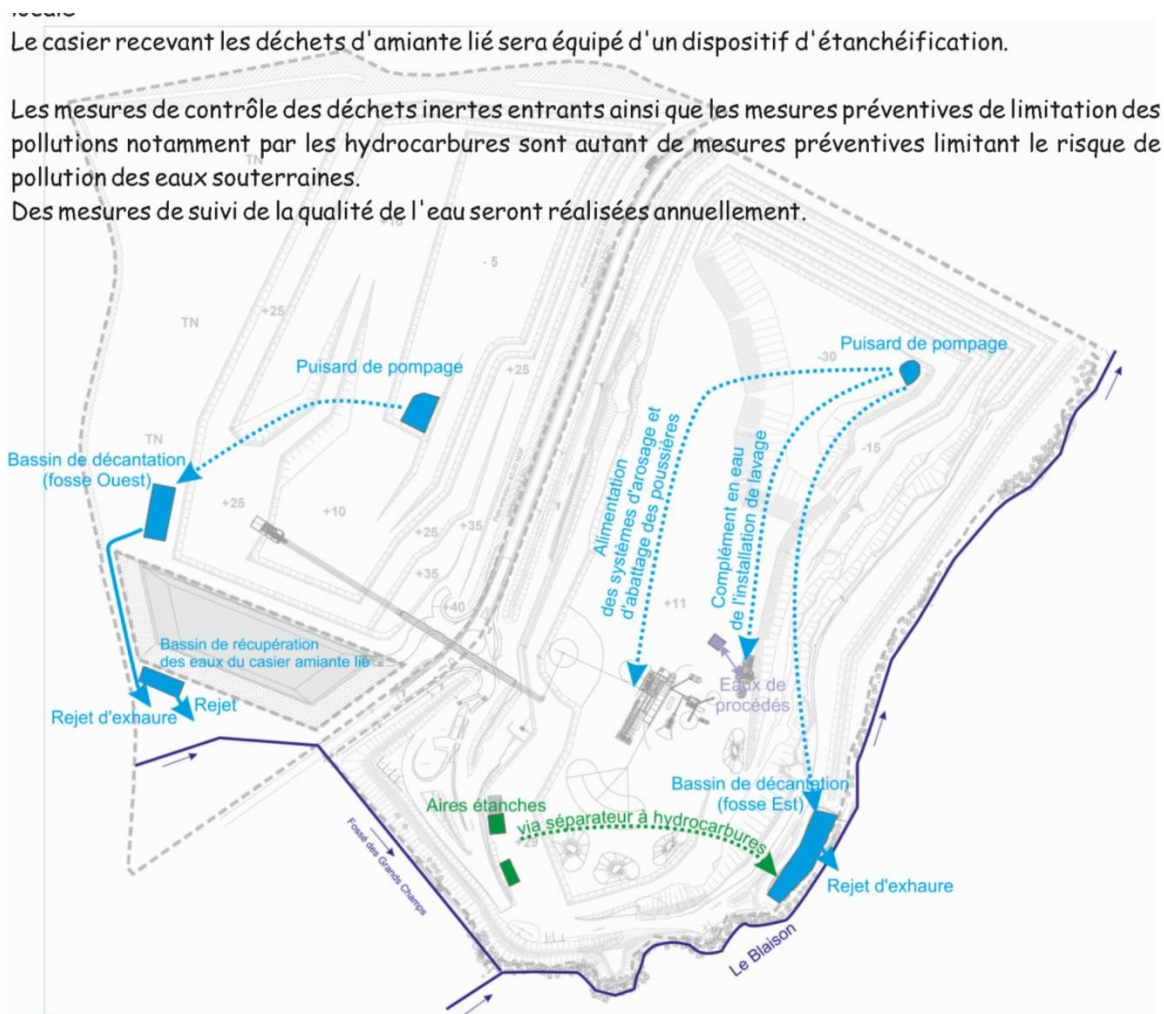 Le casier recevant les déchets d'amiante lié sera équipé d'un dispositif d'étanchéification.
Les mesures de contrôle des déchets inertes entrants ainsi que les mesures préventives de limitation des
pollutions notamment par les hydrocarbures sont autant de mesures préventives limitant le risque de
pollution des eaux souterraines.
Des mesures de suivi de la qualité de l'eau seront réalisées annuellement.
TN
+10
- 5
TN
+25
+25
Puisard de pompage
-30
Puisard de pompage
TN
Bassin de décantation
(fosse Ouest)
+25
+10
+25
+35
+35
+40
Alimentation
des systèmes d'arosage et
d'abattage des poussières
Complément en eau
de l'installation de lavage
-15
+11
Bassin de récupération
des eaux du casier amiante lié
Rejet d'exhaure
Rejet
Eaux de
procédés
Bassin de décantation
(fosse Est)
Aires étanches
via séparateur à hydrocarbures
+29
Rejet d'exhaure
Fossé des Grands Champs
Le Blaison